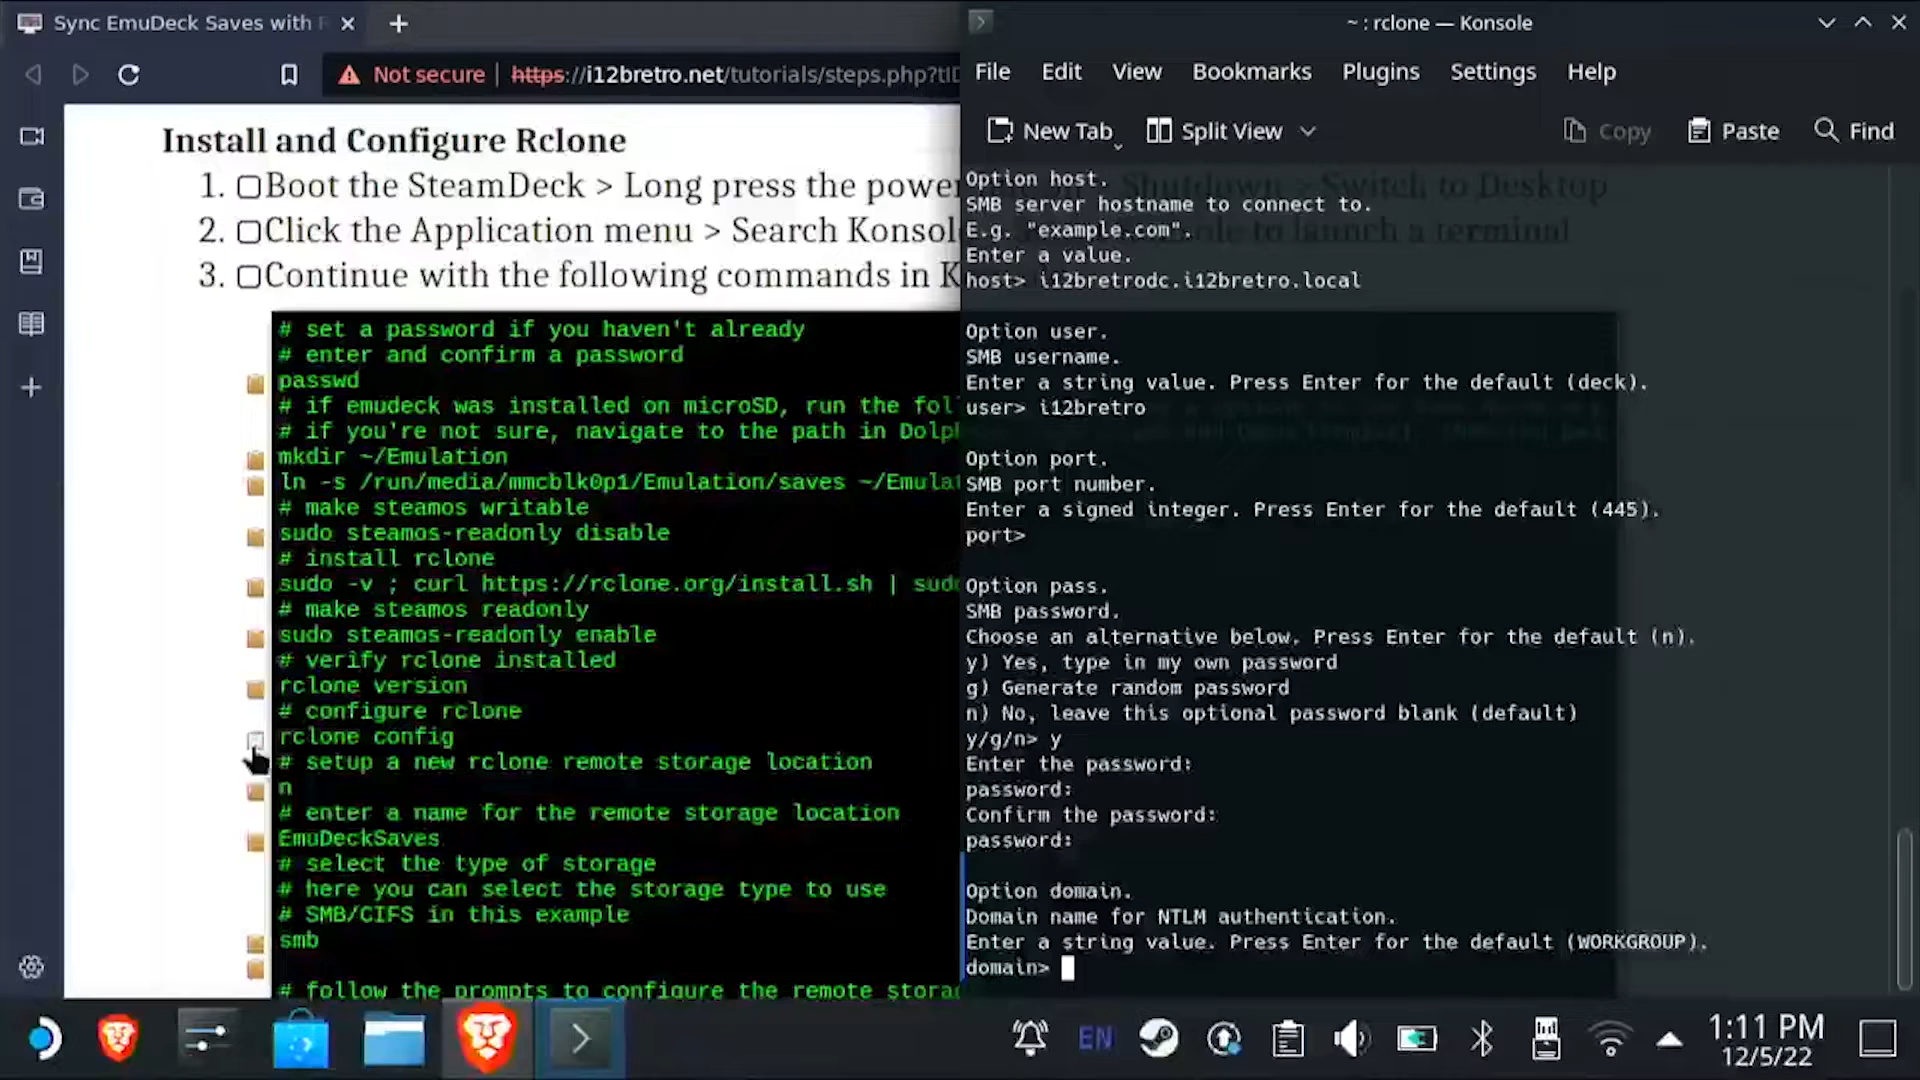 Sync EmuDeck Saves with
Not secure
https://i12bretro.net/tutorials/steps.php?tID
Install and Configure Rclone
1. Boot the SteamDeck > Long press the power
2. Click the Application menu > Search Konsol
3. Continue with the following commands in K
# set a password if you haven't already
# enter and confirm a password
passwd
# if emudeck was installed on microSD, run the fol
# if you're not sure, navigate to the path in Dolph
mkdir ~/Emulation
ln -s /run/media/mmcblk0p1/Emulation/saves ~/Emulat
# make steamos writable
sudo steamos-readonly disable
# install rclone
sudo -v ; curl https://rclone.org/install.sh | sudo
# make steamos readonly
sudo steamos-readonly enable
# verify rclone installed
rclone version
# configure rclone
rclone config
# setup a new rclone remote storage location
n
# enter a name for the remote storage location
EmuDeckSaves
# select the type of storage
# here you can select the storage type to use
# SMB/CIFS in this example
smb
# follow the prompts to configure the remote stora
~ : rclone — Konsole
File Edit View Bookmarks Plugins Settings Help
New Tab Split View Copy Paste Find
Shutdown > Switch to Desktop
to launch a terminal
Option host.
SMB server hostname to connect to.
E.g. "example.com".
Enter a value.
host> i12bretrodc.i12bretro.local
Option user.
SMB username.
Enter a string value. Press Enter for the default (deck).
user> i12bretro
Option port.
SMB port number.
Enter a signed integer. Press Enter for the default (445).
port>
Option pass.
SMB password.
Choose an alternative below. Press Enter for the default (n).
y) Yes, type in my own password
g) Generate random password
n) No, leave this optional password blank (default)
y/g/n> y
Enter the password:
password:
Confirm the password:
password:
Option domain.
Domain name for NTLM authentication.
Enter a string value. Press Enter for the default (WORKGROUP).
domain>
EN
1:11 PM
12/5/22